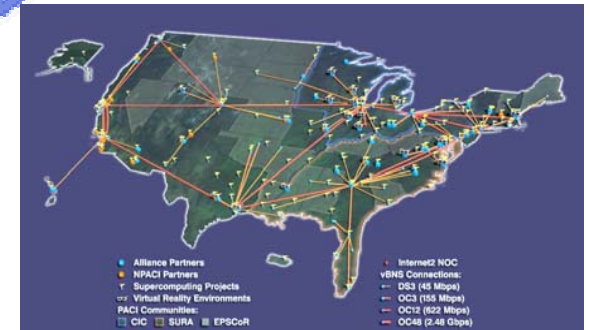 Alliance Partners
NPACI Partners
Supercomputing Projects
Virtual Reality Environments
PACI Communities:
CIC SURA EPSCoR
Internet2 NOC
vBNS Connections:
DS3 (45 Mbps)
OC3 (155 Mbps)
OC12 (622 Mbps)
OC48 (2.48 Gbps)